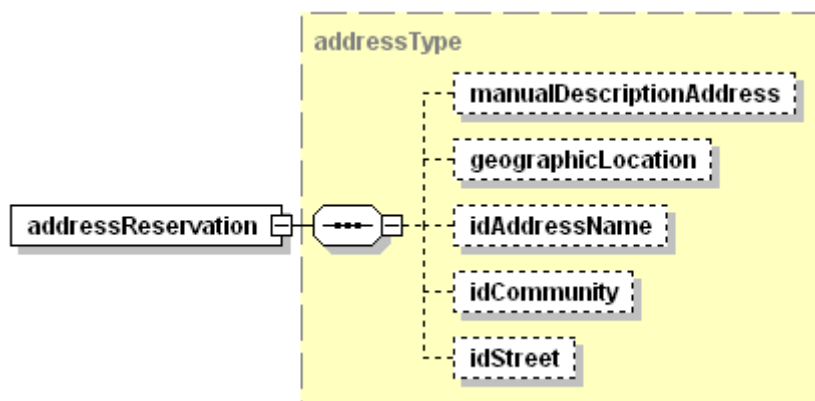 addressType
manualDescriptionAddress
geographicLocation
addressReservation
idAddressName
idCommunity
idStreet